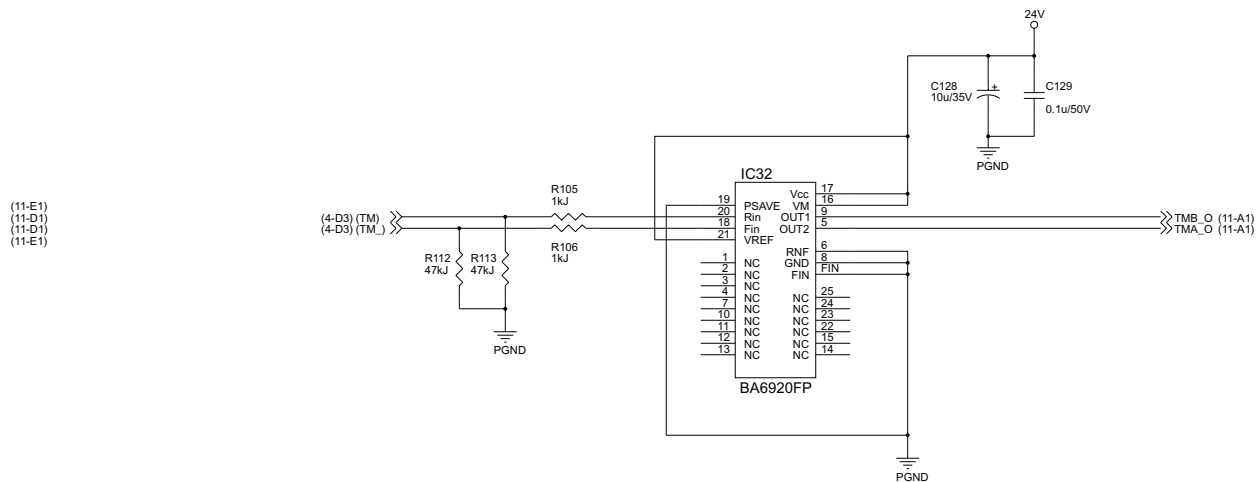 24V
C128
10u/35V
+
C129
0.1u/50V
PGND
IC32
(11-E1)
(11-D1)
(11-D1)
(11-E1)
(4-D3) (TM)
(4-D3) (TM_)
R105
1kJ
R106
1kJ
R112
47kJ
R113
47kJ
PGND
19 PSAVE
20 Rin
18 Fin
21 VREF
1 NC
2 NC
3 NC
4 NC
7 NC
10 NC
11 NC
12 NC
13 NC
Vcc 17
VM 16
OUT1 9
OUT2 5
RNF 6
GND 8
FIN FIN
NC 25
NC 24
NC 23
NC 22
NC 15
NC 14
BA6920FP
TMB_O (11-A1)
TMA_O (11-A1)
PGND